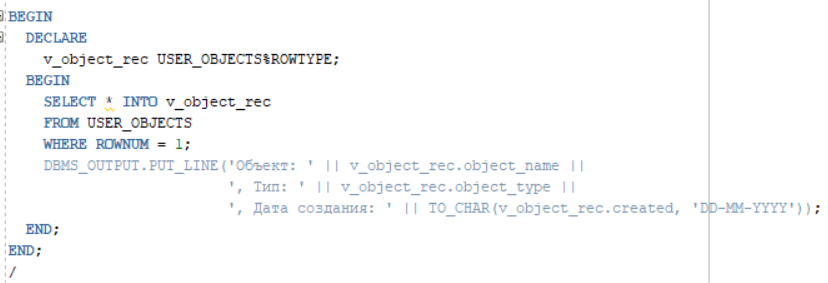 BEGIN
  DECLARE
    v_object_rec USER_OBJECTS%ROWTYPE;
  BEGIN
    SELECT * INTO v_object_rec
    FROM USER_OBJECTS
    WHERE ROWNUM = 1;
    DBMS_OUTPUT.PUT_LINE('Объект: ' || v_object_rec.object_name ||
                         ', Тип: ' || v_object_rec.object_type ||
                         ', Дата создания: ' || TO_CHAR(v_object_rec.created, 'DD-MM-YYYY'));
  END;
END;
/